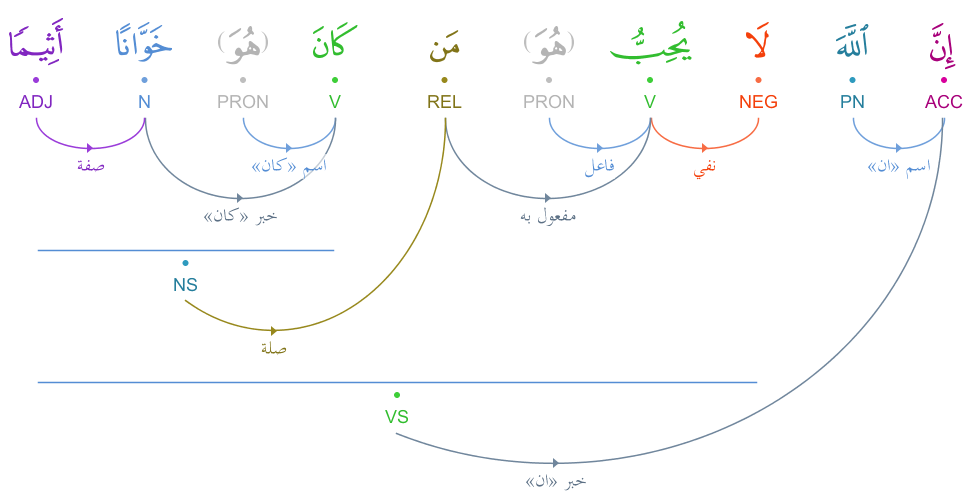 إِنَّ ٱللَّهَ لَا يُحِبُّ (هُوَ) مَن كَانَ (هُوَ) خَوَّانًا أَثِيمًا
ACC PN NEG V PRON REL V PRON N ADJ
اسم «ان» نفي فاعل اسم «كان» صفة
مفعول به خبر «كان»
NS
صلة
VS
خبر «ان»